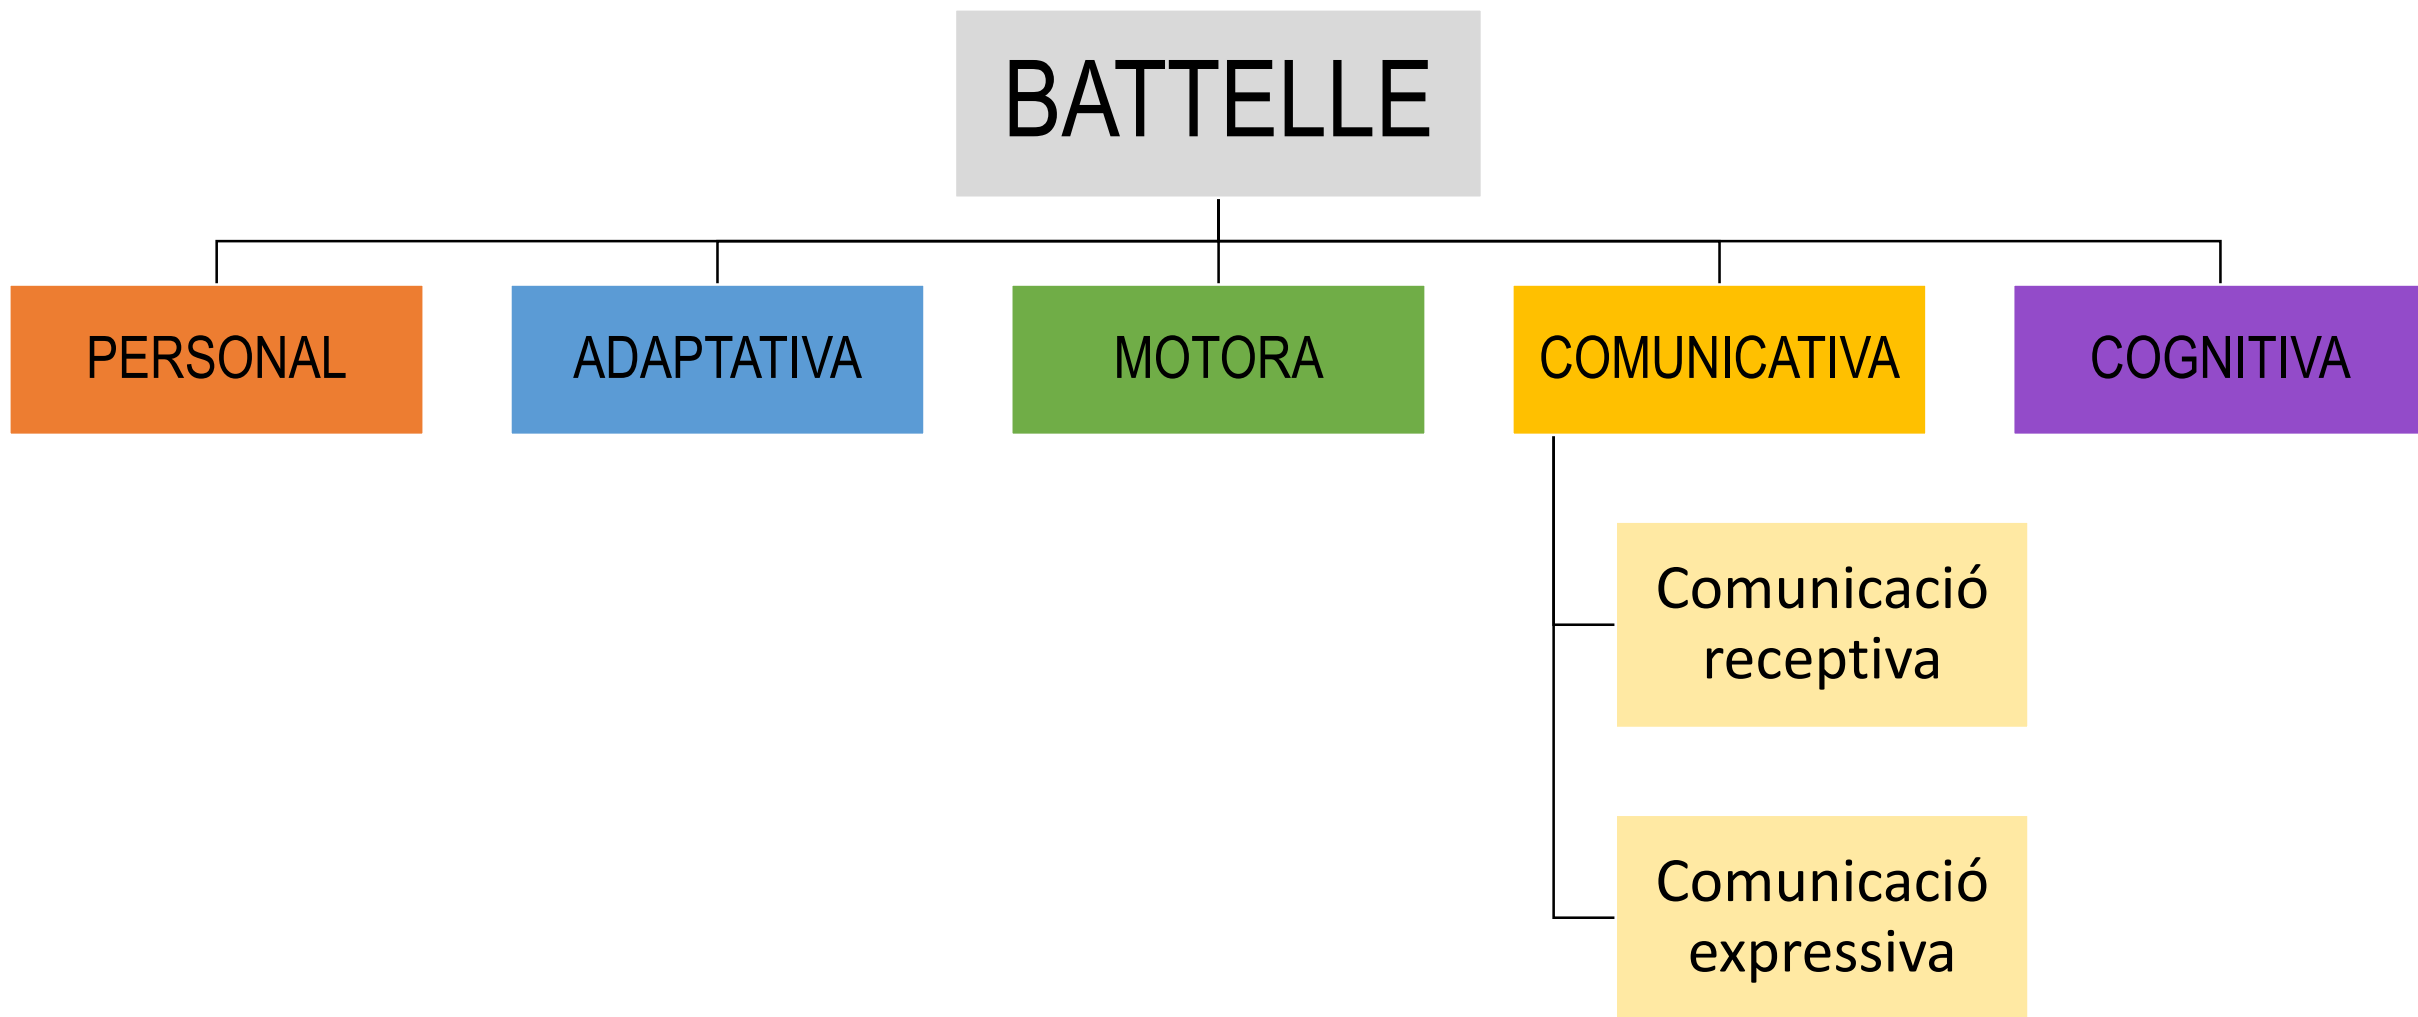 BATTELLE
PERSONAL
ADAPTATIVA
MOTORA
COMUNICATIVA
COGNITIVA
Comunicació
receptiva
Comunicació
expressiva